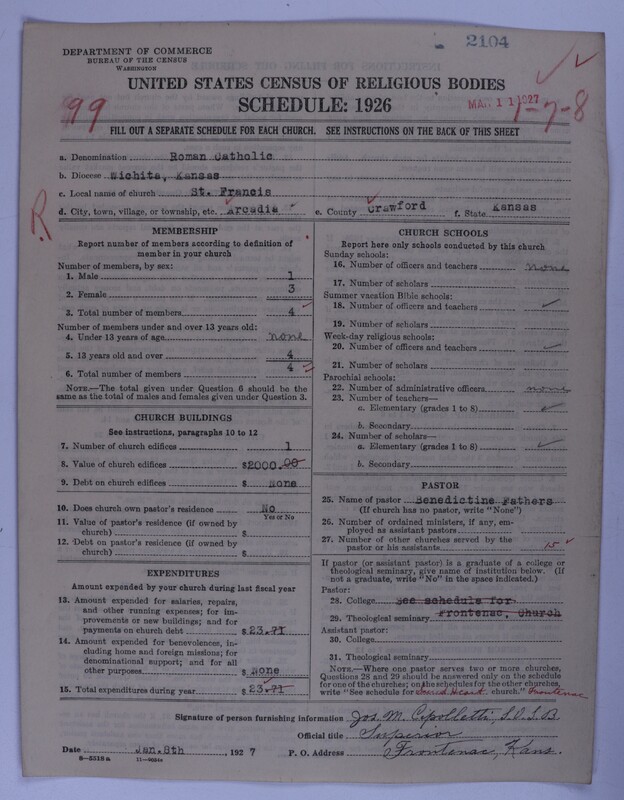 2104
DEPARTMENT OF COMMERCE
BUREAU OF THE CENSUS
WASHINGTON
UNITED STATES CENSUS OF RELIGIOUS BODIES
SCHEDULE: 1926
99
MAR 11 1927
1-7-8
FILL OUT A SEPARATE SCHEDULE FOR EACH CHURCH. SEE INSTRUCTIONS ON THE BACK OF THIS SHEET
a. Denomination Roman Catholic
b. Diocese Wichita, Kansas
c. Local name of church St. Francis
d. City, town, village, or township, etc. Arcadia e. County Crawford f. State Kansas
R
MEMBERSHIP
Report number of members according to definition of
member in your church
Number of members, by sex:
1. Male 1
2. Female 3
3. Total number of members 4
Number of members under and over 13 years old:
4. Under 13 years of age none
5. 13 years old and over 4
6. Total number of members 4
NOTE.—The total given under Question 6 should be the
same as the total of males and females given under Question 3.
CHURCH BUILDINGS
See instructions, paragraphs 10 to 12
7. Number of church edifices 1
8. Value of church edifices $2000.00
9. Debt on church edifices $ None
10. Does church own pastor's residence No
Yes or No
11. Value of pastor's residence (if owned by
church) $
12. Debt on pastor's residence (if owned by
church) $
EXPENDITURES
Amount expended by your church during last fiscal year
13. Amount expended for salaries, repairs,
and other running expenses; for im-
provements or new buildings; and for
payments on church debt $23.71
14. Amount expended for benevolences, in-
cluding home and foreign missions; for
denominational support; and for all
other purposes $None
15. Total expenditures during year $23.71
CHURCH SCHOOLS
Report here only schools conducted by this church
Sunday schools:
16. Number of officers and teachers none
17. Number of scholars
Summer vacation Bible schools:
18. Number of officers and teachers
19. Number of scholars
Week-day religious schools:
20. Number of officers and teachers
21. Number of scholars
Parochial schools:
22. Number of administrative officers none
23. Number of teachers—
a. Elementary (grades 1 to 8)
b. Secondary
24. Number of scholars—
a. Elementary (grades 1 to 8)
b. Secondary
PASTOR
25. Name of pastor Benedictine Fathers
(If church has no pastor, write "None")
26. Number of ordained ministers, if any, em-
ployed as assistant pastors
27. Number of other churches served by the
pastor or his assistants 15
If pastor (or assistant pastor) is a graduate of a college or
theological seminary, give name of institution below. (If
not a graduate, write "No" in the space indicated.)
Pastor:
28. College See schedule for
29. Theological seminary Frontenac, Church
Assistant pastor:
30. College
31. Theological seminary
NOTE.—Where one pastor serves two or more churches,
Questions 28 and 29 should be answered only on the schedule
for one of the churches; on the schedules for the other churches,
write "See schedule for Sacred Heart church." Frontenac
Signature of person furnishing information Jos. M. Cipolletti, S.O.S.B
Official title Superior
Date Jan. 8th 1927 P. O. Address Frontenac, Kans.
8-5318a